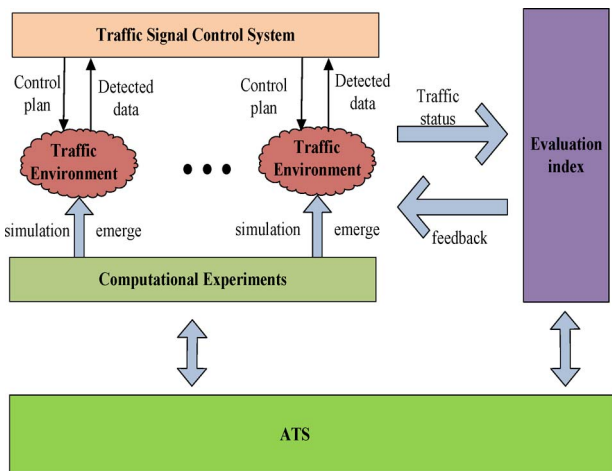 Traffic Signal Control System
Control
plan
Detected
data
Control
plan
Detected
data
Traffic
Environment
Traffic
Environment
Traffic
status
Evaluation
index
feedback
simulation
emerge
simulation
emerge
Computational Experiments
ATS